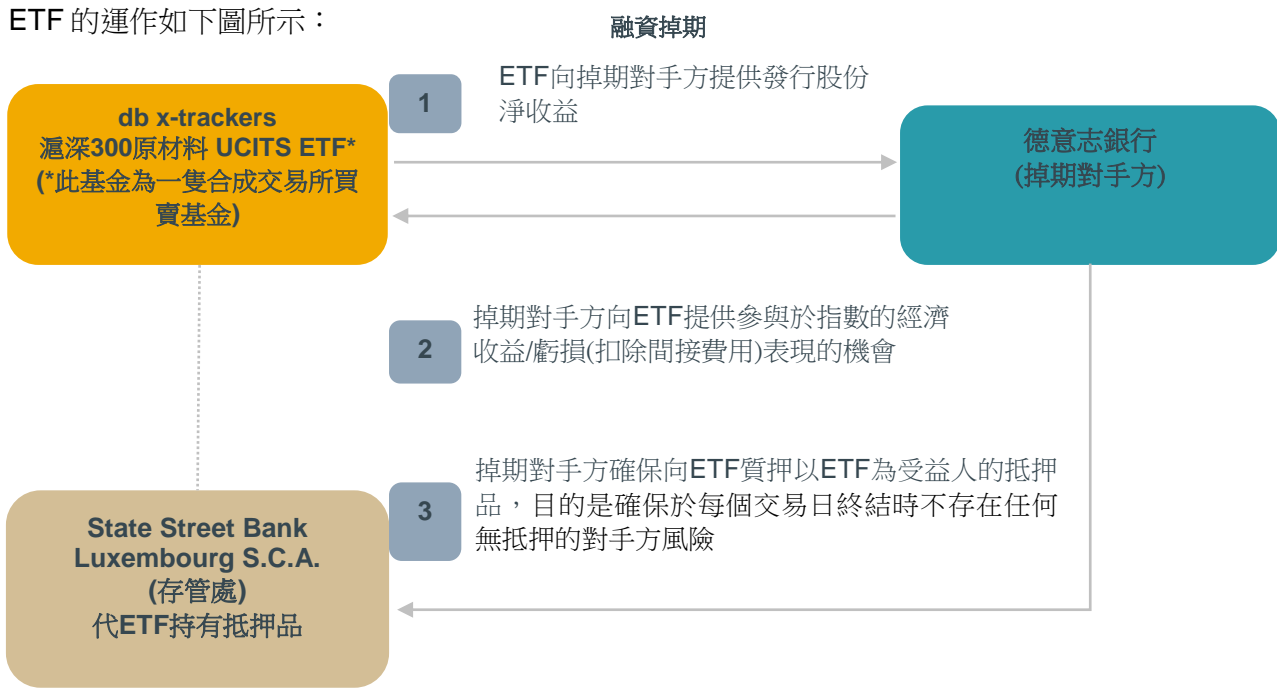 ETF 的運作如下圖所示：
融資掉期
1
ETF向掉期對手方提供發行股份
淨收益
db x-trackers
滬深300原材料 UCITS ETF*
(*此基金為一隻合成交易所買
賣基金)
德意志銀行
(掉期對手方)
2
掉期對手方向ETF提供參與於指數的經濟
收益/虧損(扣除間接費用)表現的機會
3
掉期對手方確保向ETF質押以ETF為受益人的抵押
品，目的是確保於每個交易日終結時不存在任何
無抵押的對手方風險
State Street Bank
Luxembourg S.C.A.
(存管處)
代ETF持有抵押品